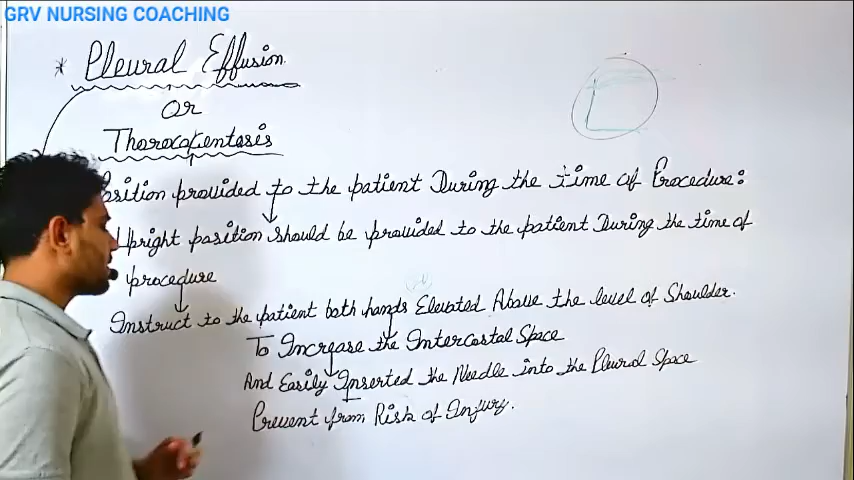 GRV NURSING COACHING
* Pleural Effusion
OR
Thoracocentasis
Position provided to the patient During the time of Procedure:
Upright position should be provided to the patient During the time of
procedure
Instruct to the patient both hands Elevated Above the level of Shoulder.
To Increase the Intercostal Space
And Easily Inserted the Needle into the Pleural Space
Prevent from Risk of Injury.